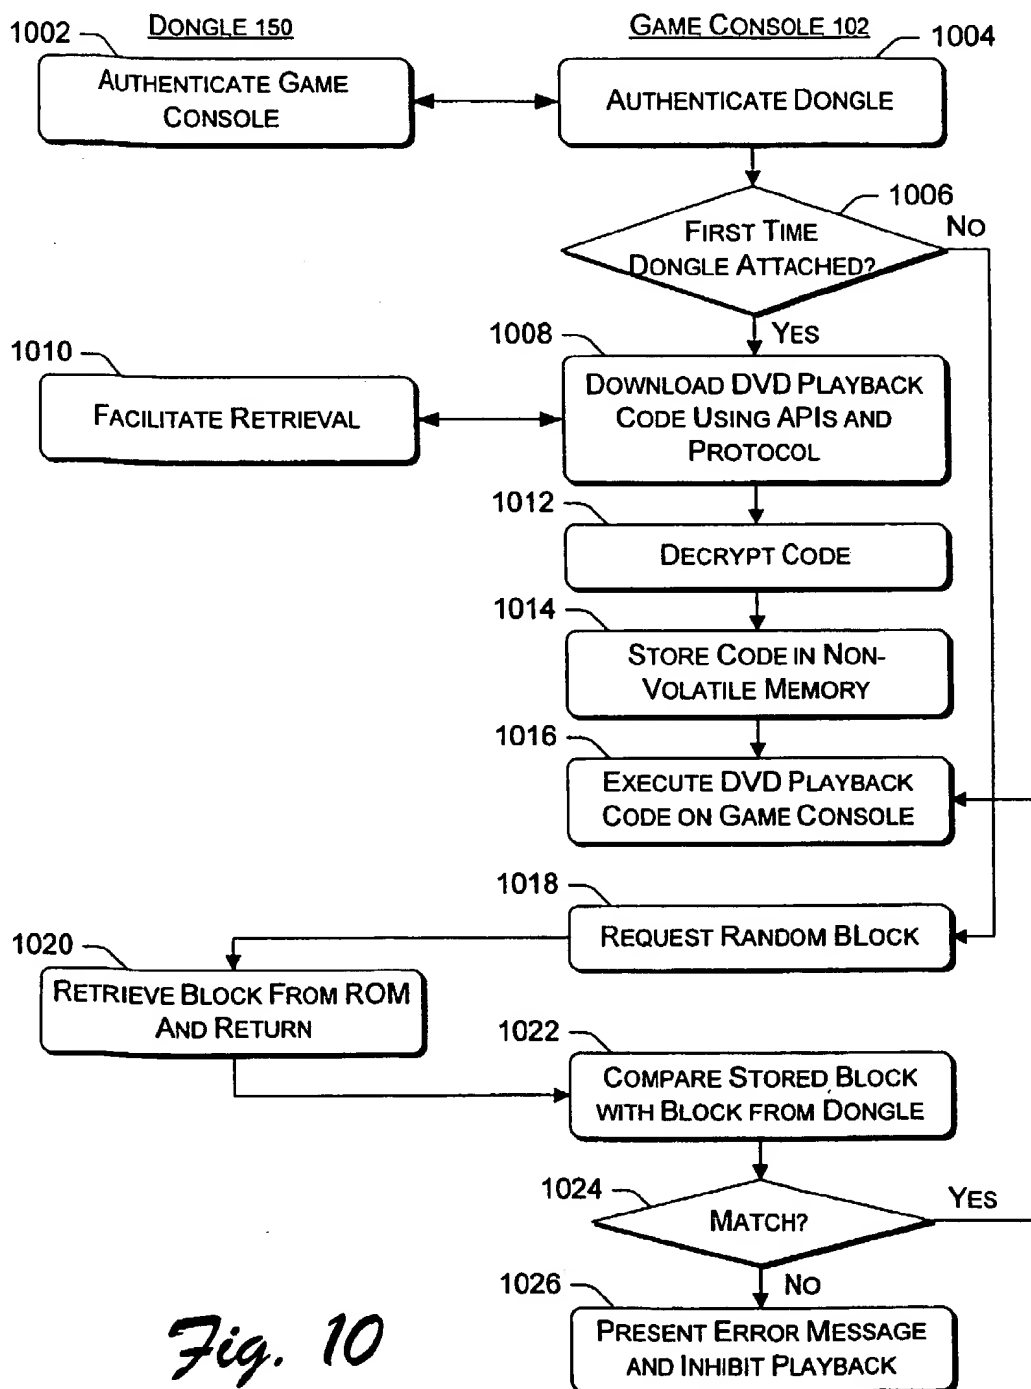 DONGLE 150
GAME CONSOLE 102
1002
1004
AUTHENTICATE GAME
CONSOLE
AUTHENTICATE DONGLE
1006
FIRST TIME
DONGLE ATTACHED?
NO
YES
1008
1010
DOWNLOAD DVD PLAYBACK
CODE USING APIS AND
PROTOCOL
FACILITATE RETRIEVAL
1012
DECRYPT CODE
1014
STORE CODE IN NON-
VOLATILE MEMORY
1016
EXECUTE DVD PLAYBACK
CODE ON GAME CONSOLE
1018
REQUEST RANDOM BLOCK
1020
RETRIEVE BLOCK FROM ROM
AND RETURN
1022
COMPARE STORED BLOCK
WITH BLOCK FROM DONGLE
1024
MATCH?
YES
NO
1026
PRESENT ERROR MESSAGE
AND INHIBIT PLAYBACK
Fig. 10